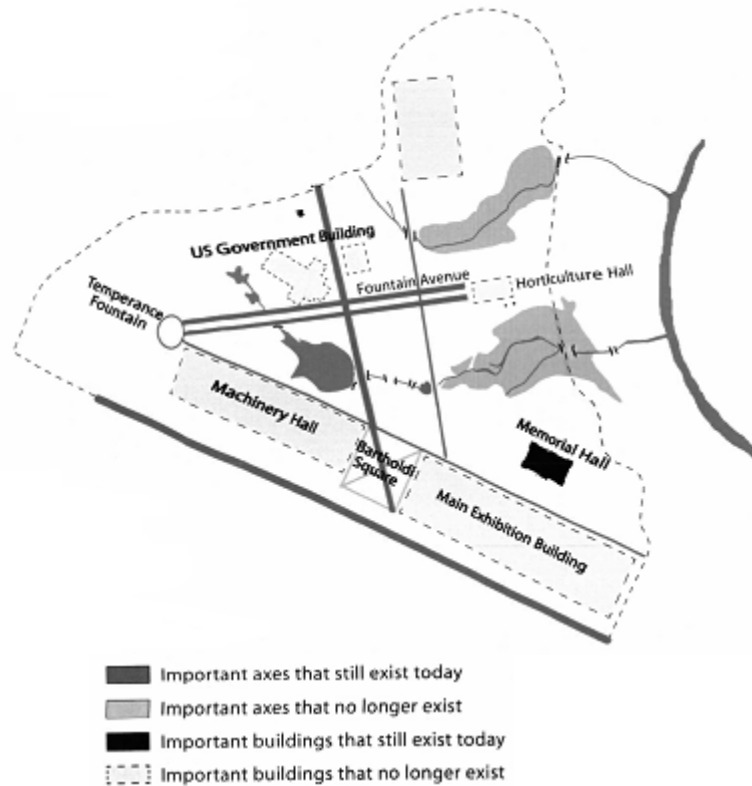 US Government Building
Fountain Avenue
Horticulture Hall
Temperance
Fountain
Machinery Hall
Bartholdi
Square
Memorial Hall
Main Exhibition Building
Important axes that still exist today
Important axes that no longer exist
Important buildings that still exist today
Important buildings that no longer exist